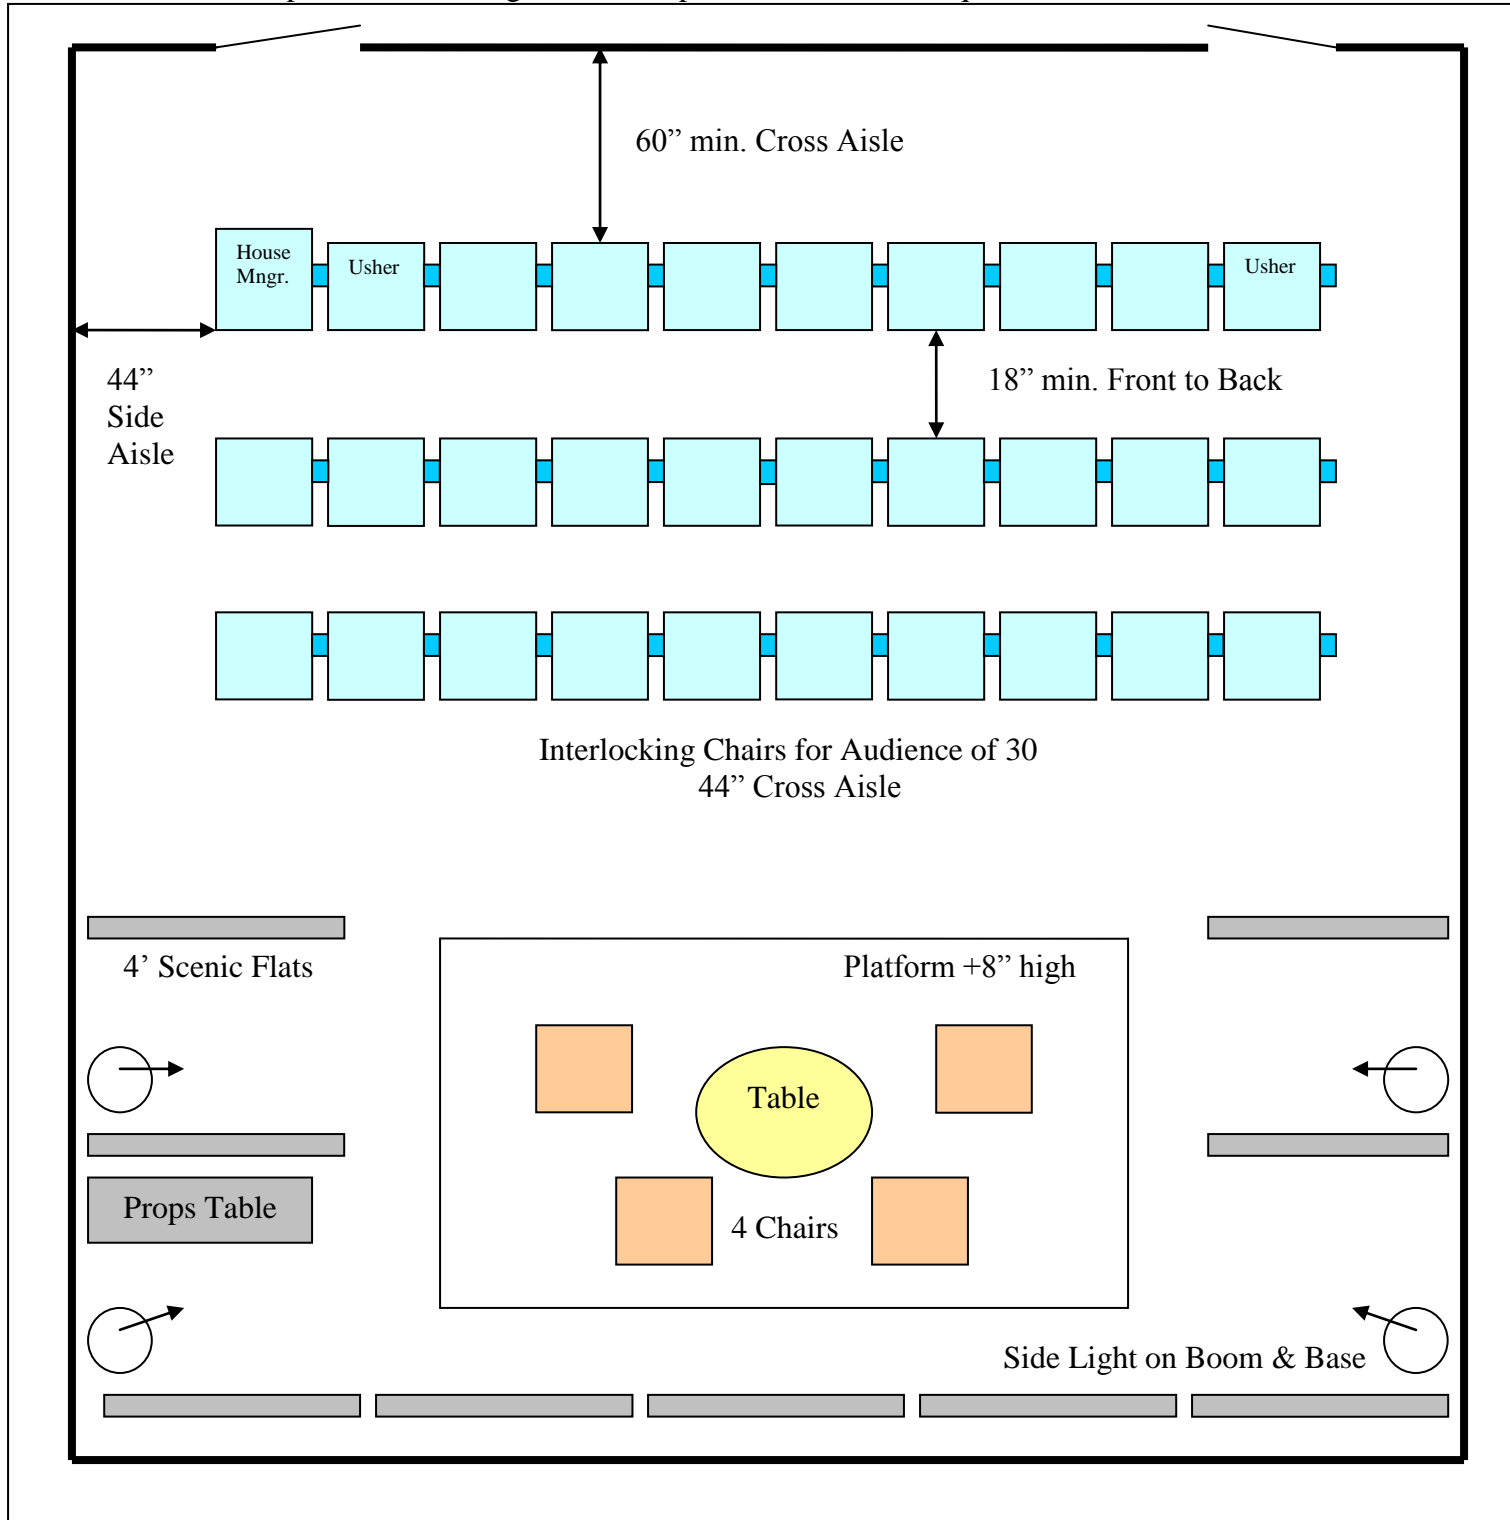 60” min. Cross Aisle
House
Mngr.
Usher
Usher
44”
Side
Aisle
18” min. Front to Back
Interlocking Chairs for Audience of 30
44” Cross Aisle
4’ Scenic Flats
Platform +8” high
Table
Props Table
4 Chairs
Side Light on Boom & Base